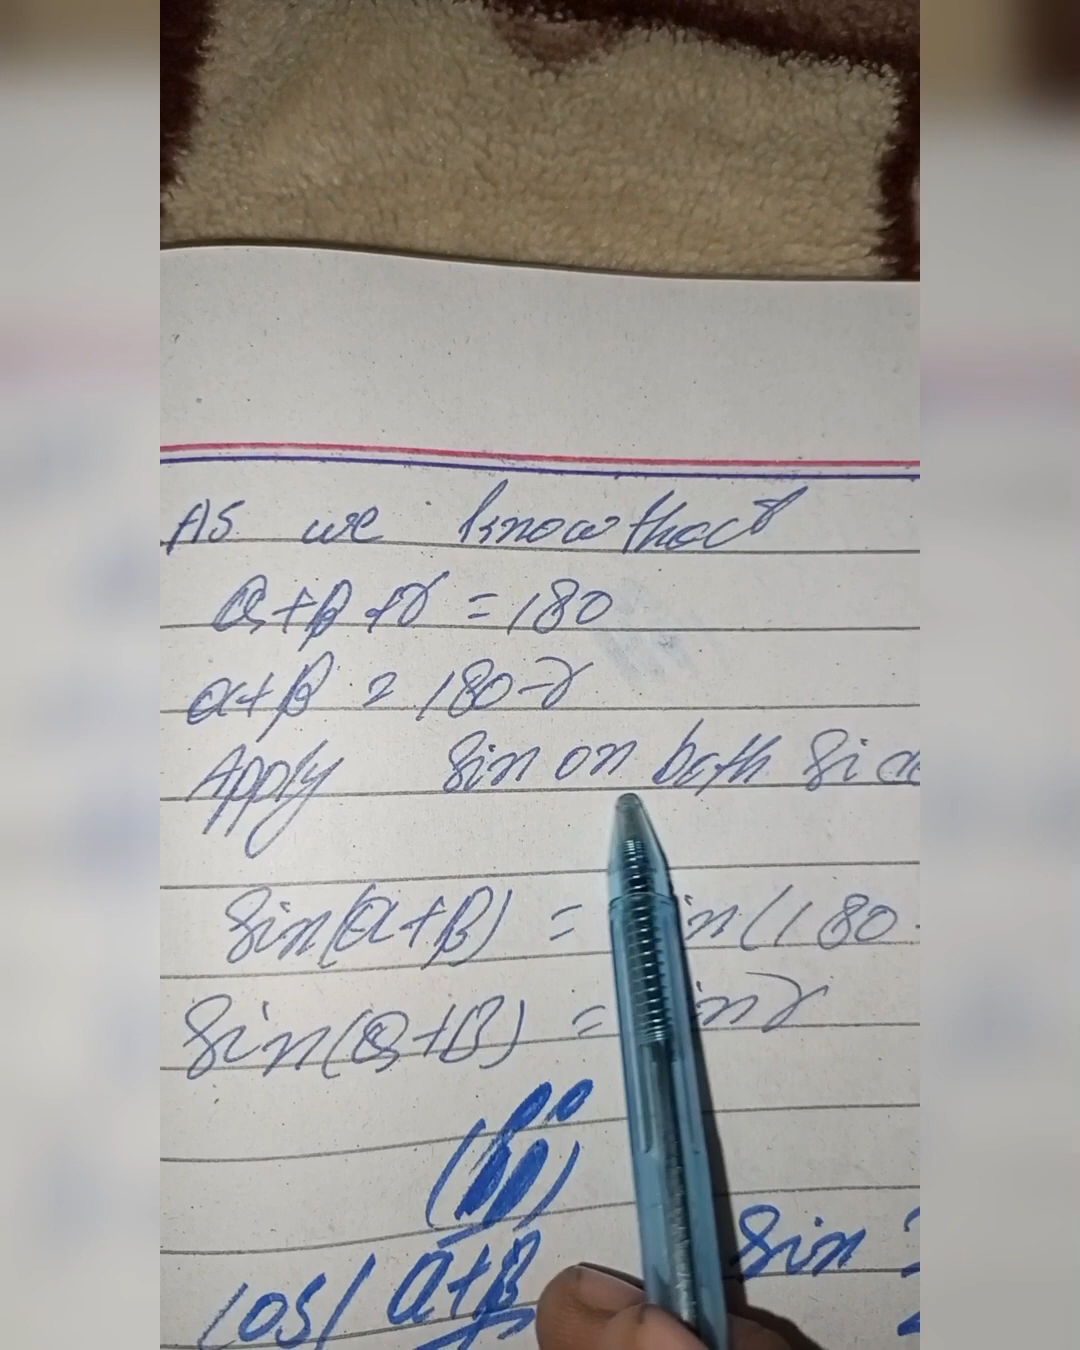 As we know that
α+β+γ = 180
α+β = 180-γ
Apply Sin on both Si
Sin(α+β) = in(180-
Sin(α+β) = inγ
(ii)
cos( α+β Sin γ
2